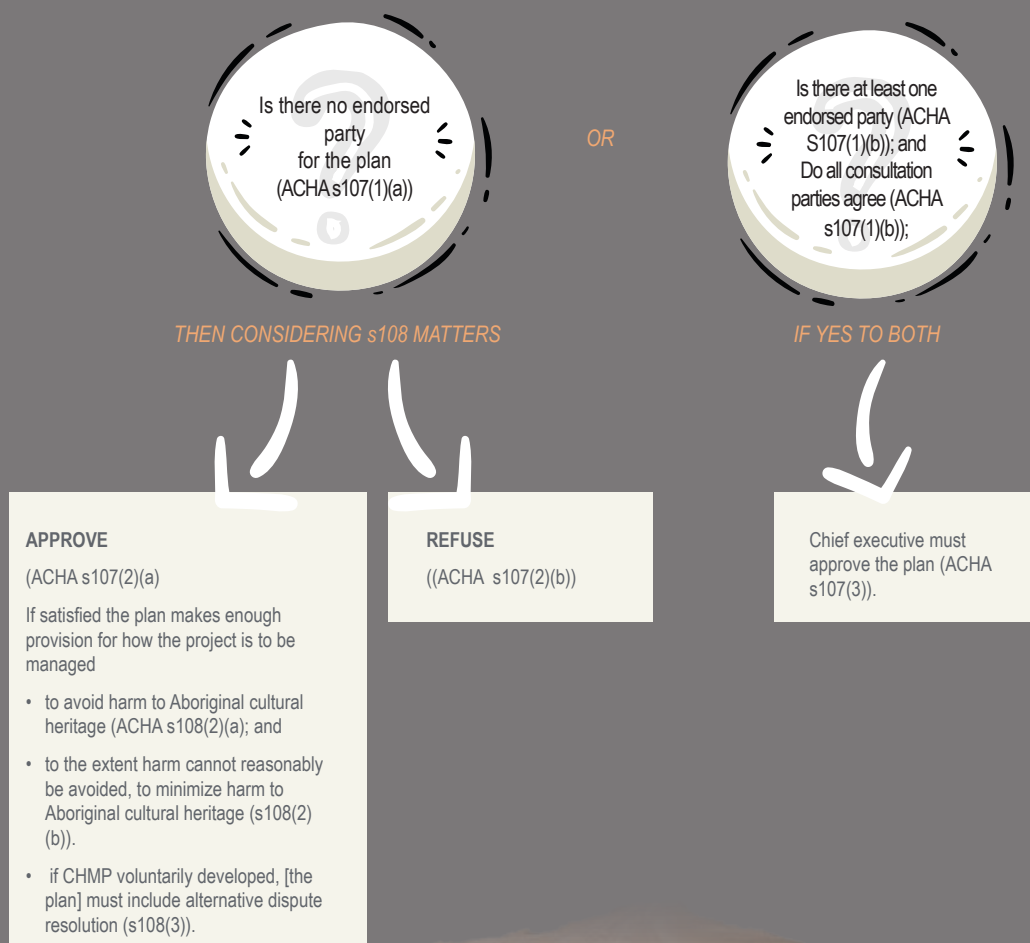 Is there no endorsed
party
for the plan
(ACHA s107(1)(a))
OR
Is there at least one
endorsed party (ACHA
S107(1)(b)); and
Do all consultation
parties agree (ACHA
s107(1)(b));
THEN CONSIDERING s108 MATTERS
IF YES TO BOTH
APPROVE
(ACHA s107(2)(a)
If satisfied the plan makes enough
provision for how the project is to be
managed
• to avoid harm to Aboriginal cultural
heritage (ACHA s108(2)(a); and
• to the extent harm cannot reasonably
be avoided, to minimize harm to
Aboriginal cultural heritage (s108(2)
(b)).
• if CHMP voluntarily developed, [the
plan] must include alternative dispute
resolution (s108(3)).
REFUSE
((ACHA s107(2)(b))
Chief executive must
approve the plan (ACHA
s107(3)).